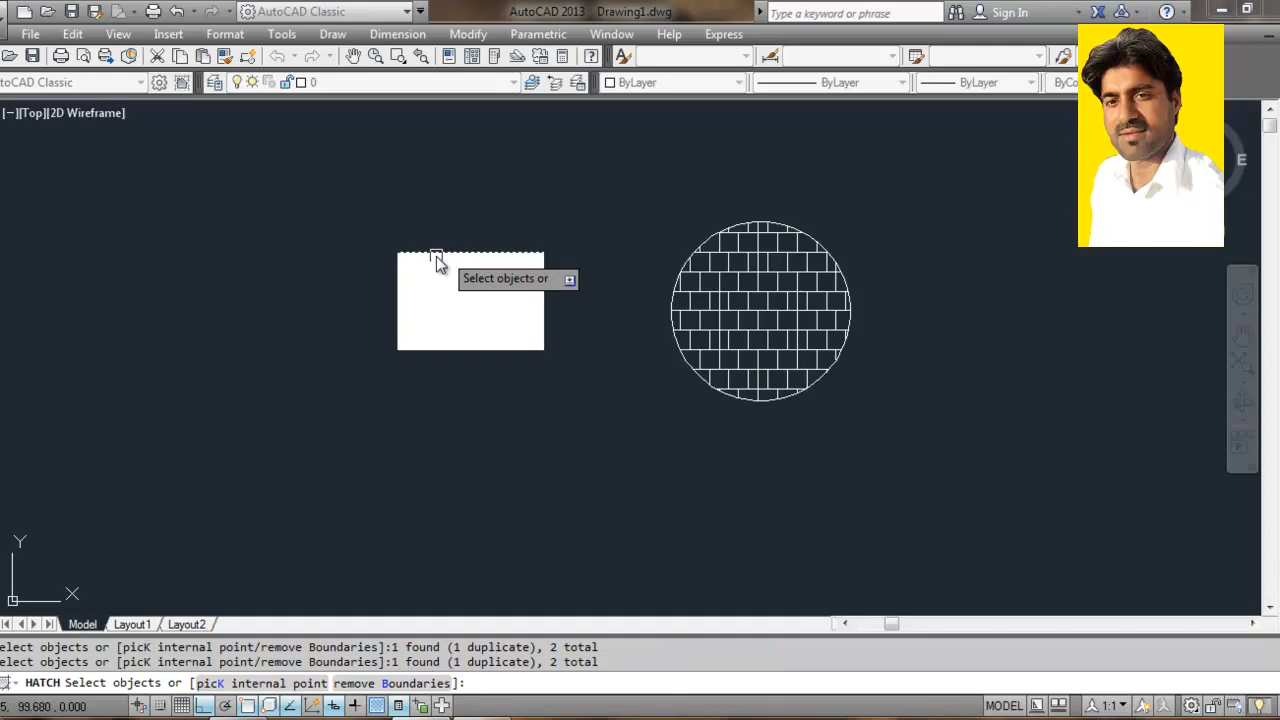 AutoCAD Classic
AutoCAD 2013 Drawing1.dwg
Type a keyword or phrase
Sign In
File Edit View Insert Format Tools Draw Dimension Modify Parametric Window Help Express
toCAD Classic
0
ByLayer
ByLayer
ByLayer
ByCo
[−][Top][2D Wireframe]
E
Select objects or
Y
X
Model Layout1 Layout2
elect objects or [picK internal point/remove Boundaries]:1 found (1 duplicate), 2 total
elect objects or [picK internal point/remove Boundaries]:1 found (1 duplicate), 2 total
HATCH Select objects or [picK internal point remove Boundaries]:
5. 99.680, 0.000
MODEL
1:1